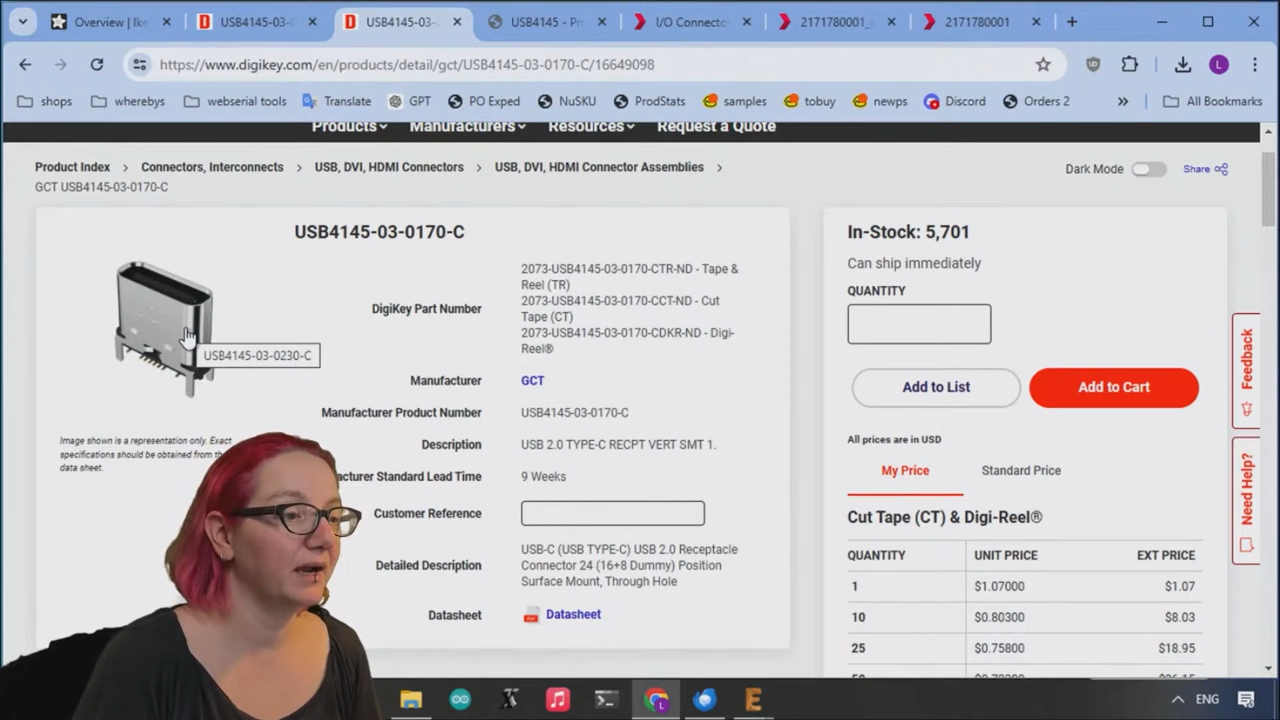 Overview | Ike
USB4145-03-0
USB4145-03-
USB4145 - Pr
I/O Connecto
2171780001_
2171780001
https://www.digikey.com/en/products/detail/gct/USB4145-03-0170-C/16649098
L
shops
wherebys
webserial tools
Translate
GPT
PO Exped
NuSKU
ProdStats
samples
tobuy
newps
Discord
Orders 2
»
All Bookmarks
Products
Manufacturers
Resources
Request a Quote
Product Index > Connectors, Interconnects > USB, DVI, HDMI Connectors > USB, DVI, HDMI Connector Assemblies >
GCT USB4145-03-0170-C
Dark Mode
Share
USB4145-03-0170-C
USB4145-03-0230-C
Image shown is a representation only. Exact
specifications should be obtained from the
data sheet.
DigiKey Part Number
2073-USB4145-03-0170-CTR-ND - Tape &
Reel (TR)
2073-USB4145-03-0170-CCT-ND - Cut
Tape (CT)
2073-USB4145-03-0170-CDKR-ND - Digi-
Reel®
Manufacturer
GCT
Manufacturer Product Number
USB4145-03-0170-C
Description
USB 2.0 TYPE-C RECPT VERT SMT 1.
facturer Standard Lead Time
9 Weeks
Customer Reference
Detailed Description
USB-C (USB TYPE-C) USB 2.0 Receptacle
Connector 24 (16+8 Dummy) Position
Surface Mount, Through Hole
Datasheet
Datasheet
In-Stock: 5,701
Can ship immediately
QUANTITY
Add to List
Add to Cart
All prices are in USD
My Price
Standard Price
Cut Tape (CT) & Digi-Reel®
QUANTITY UNIT PRICE EXT PRICE
1 $1.07000 $1.07
10 $0.80300 $8.03
25 $0.75800 $18.95
Feedback
Need Help?
ENG